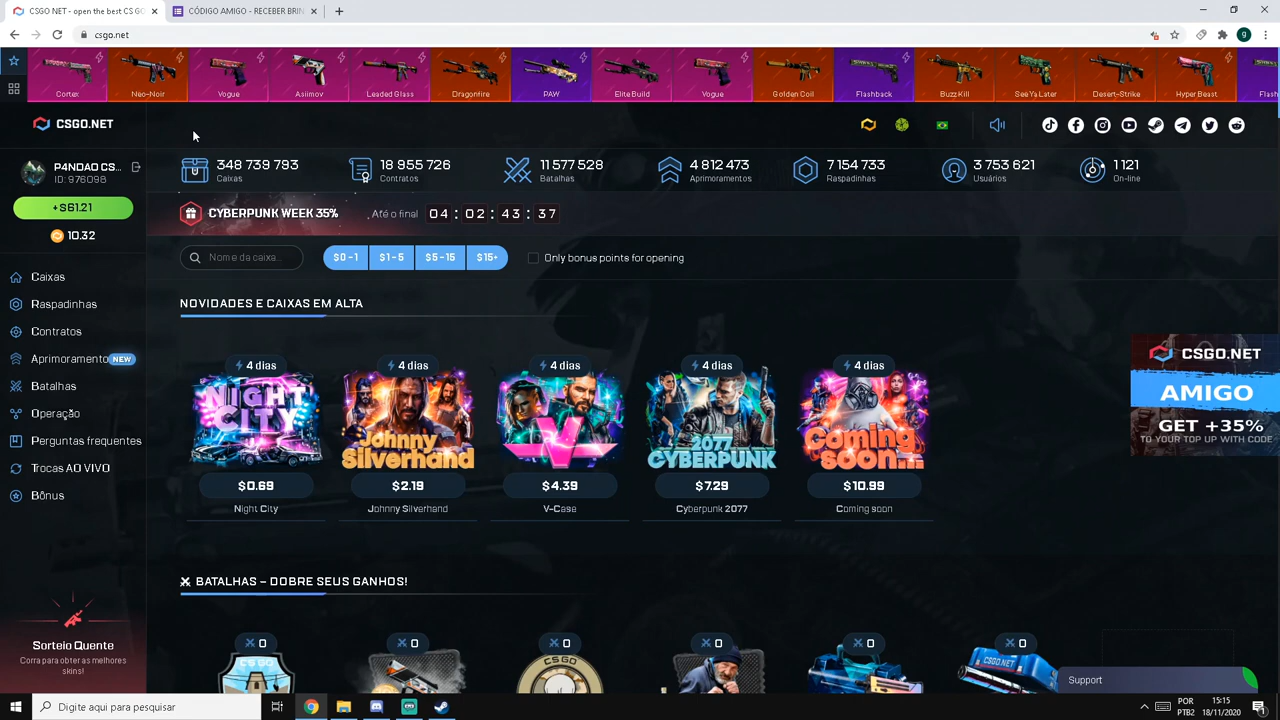 CSGO NET - open the best CS GO
CÓDIGO AMIGO - RECEBER BRIN
csgo.net
Cortex
Neo-Noir
Vogue
Asiimov
Leaded Glass
Dragonfire
PAW
Elite Build
Vogue
Golden Coil
Flashback
Buzz Kill
See Ya Later
Desert-Strike
Hyper Beast
Flash
CSGO.NET
P4NDAO CS...
ID: 976098
+$61.21
10.32
348 739 793
Caixas
18 955 726
Contratos
11 577 528
Batalhas
4 812 473
Aprimoramentos
7 154 733
Raspadinhas
3 753 621
Usuários
1 121
On-line
CYBERPUNK WEEK 35%
Até o final
04 : 02 : 43 : 37
Nome da caixa...
$0 - 1
$1 - 5
$5 - 15
$15+
Only bonus points for opening
Caixas
Raspadinhas
Contratos
Aprimoramento NEW
Batalhas
Operação
Perguntas frequentes
Trocas AO VIVO
Bônus
NOVIDADES E CAIXAS EM ALTA
4 dias
4 dias
4 dias
4 dias
4 dias
NIGHT CITY
Johnny Silverhand
V
2077 CYBERPUNK
Coming soon...
$0.69
$2.19
$4.39
$7.29
$10.99
Night City
Johnny Silverhand
V-Case
Cyberpunk 2077
Coming soon
CSGO.NET
AMIGO
GET +35%
TO YOUR TOP UP WITH CODE
BATALHAS – DOBRE SEUS GANHOS!
0
0
0
0
0
0
CS GO
CS GO
CSGO.NET
Sorteio Quente
Corra para obter as melhores
skins!
Support
Digite aqui para pesquisar
POR
PTB2
15:15
18/11/2020
1